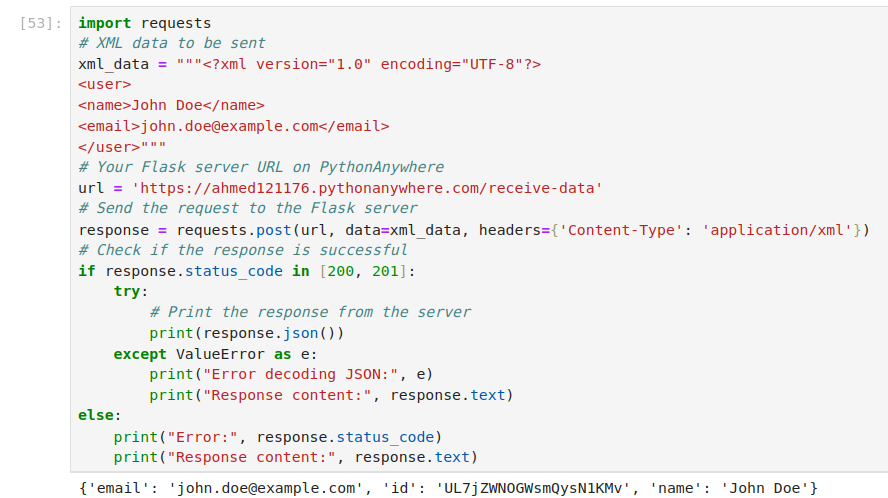 [53]:
import requests
# XML data to be sent
xml_data = """<?xml version="1.0" encoding="UTF-8"?>
<user>
<name>John Doe</name>
<email>john.doe@example.com</email>
</user>"""
# Your Flask server URL on PythonAnywhere
url = 'https://ahmed121176.pythonanywhere.com/receive-data'
# Send the request to the Flask server
response = requests.post(url, data=xml_data, headers={'Content-Type': 'application/xml'})
# Check if the response is successful
if response.status_code in [200, 201]:
    try:
        # Print the response from the server
        print(response.json())
    except ValueError as e:
        print("Error decoding JSON:", e)
        print("Response content:", response.text)
else:
    print("Error:", response.status_code)
    print("Response content:", response.text)
{'email': 'john.doe@example.com', 'id': 'UL7jZWNOGWsmQysN1KMv', 'name': 'John Doe'}